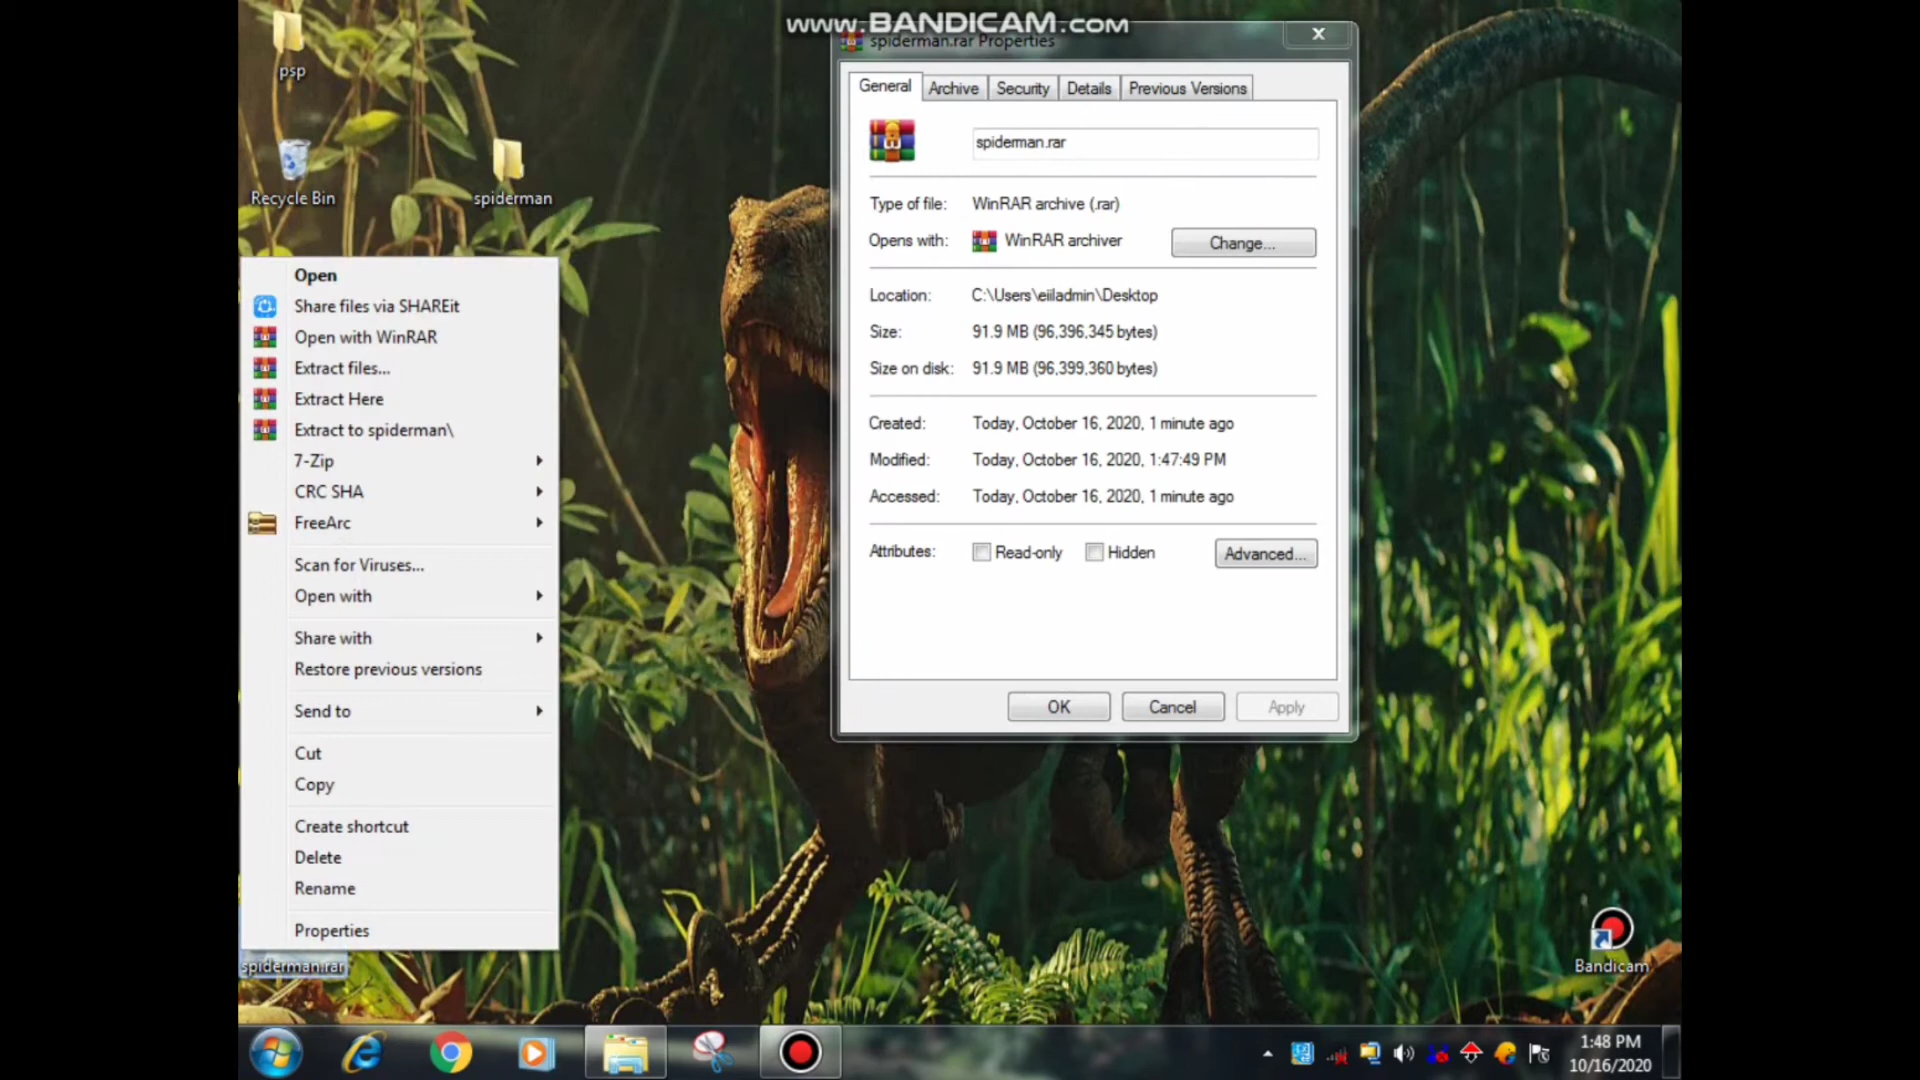 www.BANDICAM.com
psp
Recycle Bin
spiderman
Open
Share files via SHAREit
Open with WinRAR
Extract files...
Extract Here
Extract to spiderman\
7-Zip
CRC SHA
FreeArc
Scan for Viruses...
Open with
Share with
Restore previous versions
Send to
Cut
Copy
Create shortcut
Delete
Rename
Properties
spiderman.rar
spiderman.rar Properties
General Archive Security Details Previous Versions
spiderman.rar
Type of file: WinRAR archive (.rar)
Opens with: WinRAR archiver Change...
Location: C:\Users\eiiladmin\Desktop
Size: 91.9 MB (96,396,345 bytes)
Size on disk: 91.9 MB (96,399,360 bytes)
Created: Today, October 16, 2020, 1 minute ago
Modified: Today, October 16, 2020, 1:47:49 PM
Accessed: Today, October 16, 2020, 1 minute ago
Attributes: Read-only Hidden Advanced...
OK Cancel Apply
Bandicam
1:48 PM
10/16/2020